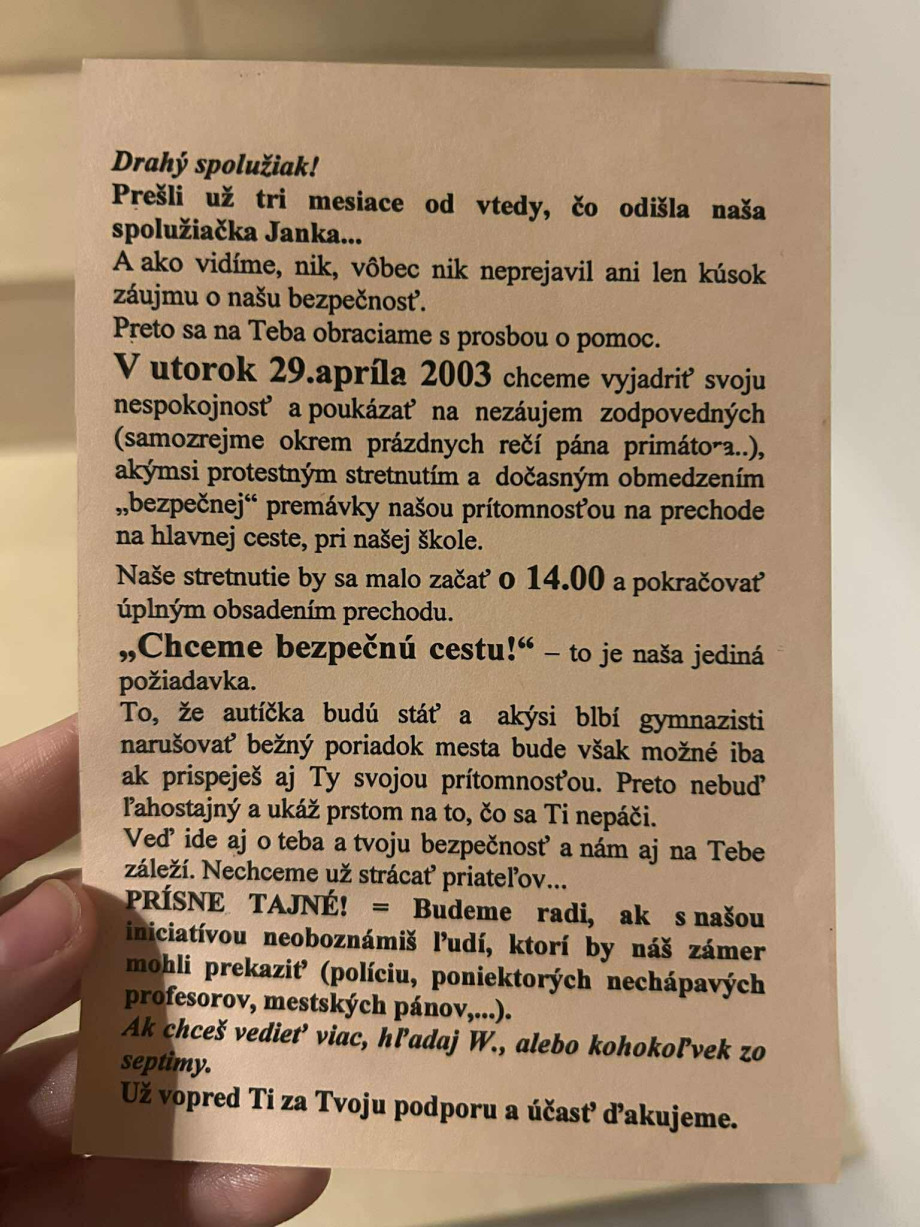 Drahý spolužiak!
Prešli už tri mesiace od vtedy, čo odišla naša
spolužiačka Janka...
A ako vidíme, nik, vôbec nik neprejavil ani len kúsok
záujmu o našu bezpečnosť.
Preto sa na Teba obraciame s prosbou o pomoc.
V utorok 29.apríla 2003 chceme vyjadriť svoju
nespokojnosť a poukázať na nezáujem zodpovedných
(samozrejme okrem prázdnych rečí pána primátora..),
akýmsi protestným stretnutím a dočasným obmedzením
„bezpečnej“ premávky našou prítomnosťou na prechode
na hlavnej ceste, pri našej škole.
Naše stretnutie by sa malo začať o 14.00 a pokračovať
úplným obsadením prechodu.
„Chceme bezpečnú cestu!“ – to je naša jediná
požiadavka.
To, že autíčka budú stáť a akýsi blbí gymnazisti
narušovať bežný poriadok mesta bude však možné iba
ak prispeješ aj Ty svojou prítomnosťou. Preto nebuď
ľahostajný a ukáž prstom na to, čo sa Ti nepáči.
Veď ide aj o teba a tvoju bezpečnosť a nám aj na Tebe
záleží. Nechceme už strácať priateľov...
PRÍSNE TAJNÉ! = Budeme radi, ak s našou
iniciatívou neoboznámiš ľudí, ktorí by náš zámer
mohli prekaziť (políciu, poniektorých nechápavých
profesorov, mestských pánov,...).
Ak chceš vedieť viac, hľadaj W., alebo kohokoľvek zo
septimy.
Už vopred Ti za Tvoju podporu a účasť ďakujeme.